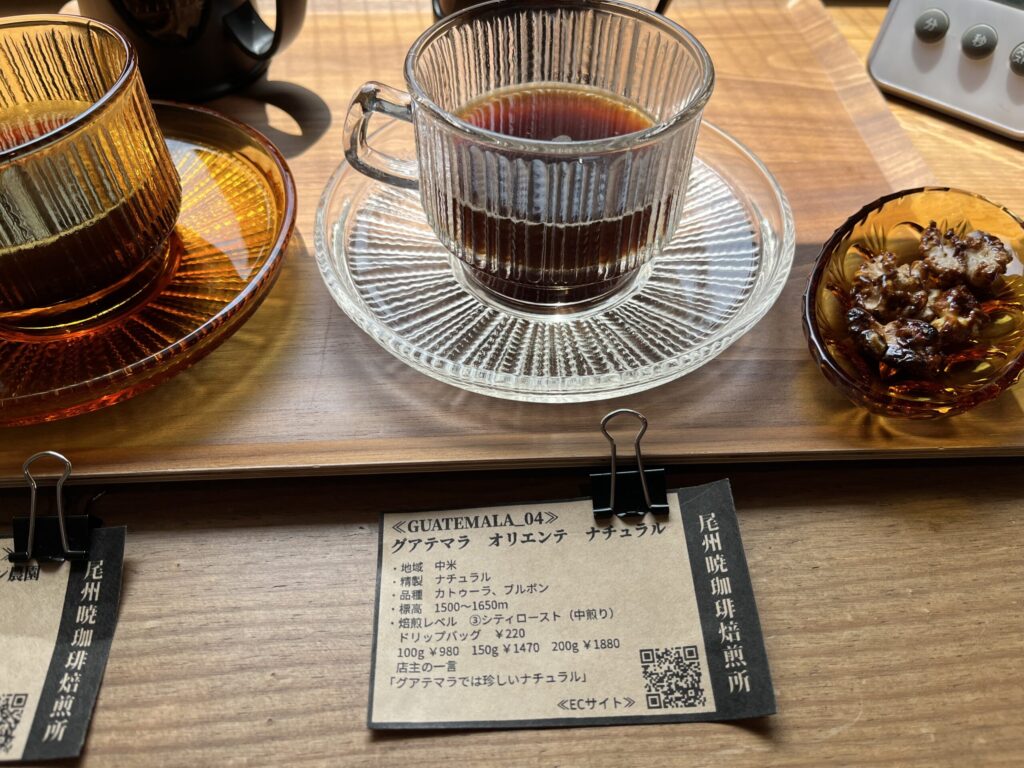 分
秒
≪GUATEMALA_04≫
グアテマラ　オリエンテ　ナチュラル
・地域　中米
・精製　ナチュラル
・品種　カトゥーラ、ブルボン
・標高　1500～1650m
・焙煎レベル　③シティロースト（中煎り）
ドリップバッグ　￥220
100g ￥980　150g ￥1470　200g ￥1880
店主の一言
「グアテマラでは珍しいナチュラル」
≪ECサイト≫
尾州暁珈琲焙煎所
農園
尾州暁珈琲焙煎所